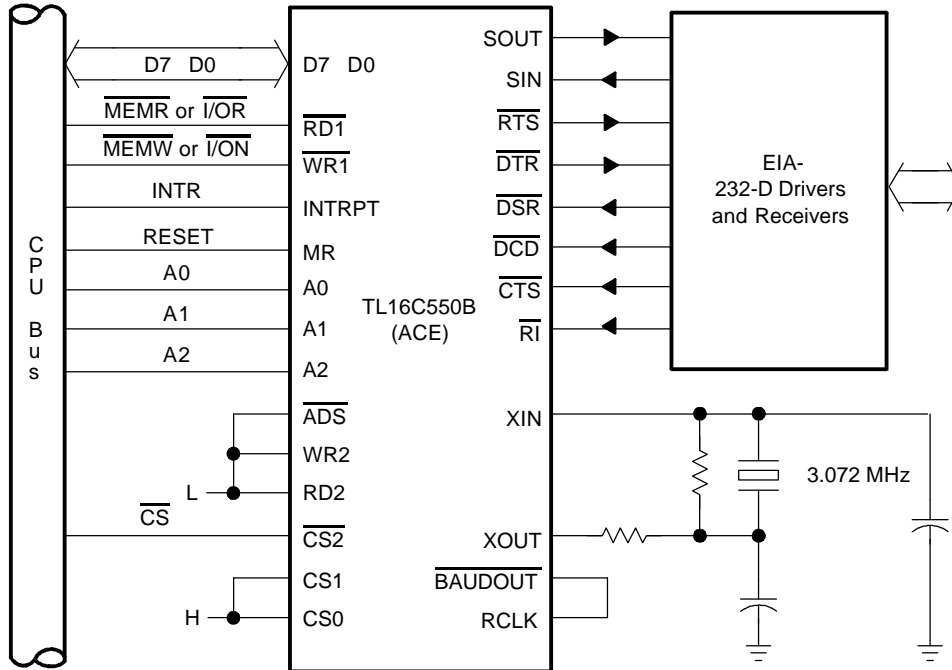 CPU Bus
D7 D0
MEMR or I/OR
MEMW or I/ON
INTR
RESET
A0
A1
A2
L
CS
H
D7 D0
RD1
WR1
INTRPT
MR
A0
A1
A2
ADS
WR2
RD2
CS2
CS1
CS0
TL16C550B
(ACE)
SOUT
SIN
RTS
DTR
DSR
DCD
CTS
RI
XIN
XOUT
BAUDOUT
RCLK
EIA-
232-D Drivers
and Receivers
3.072 MHz